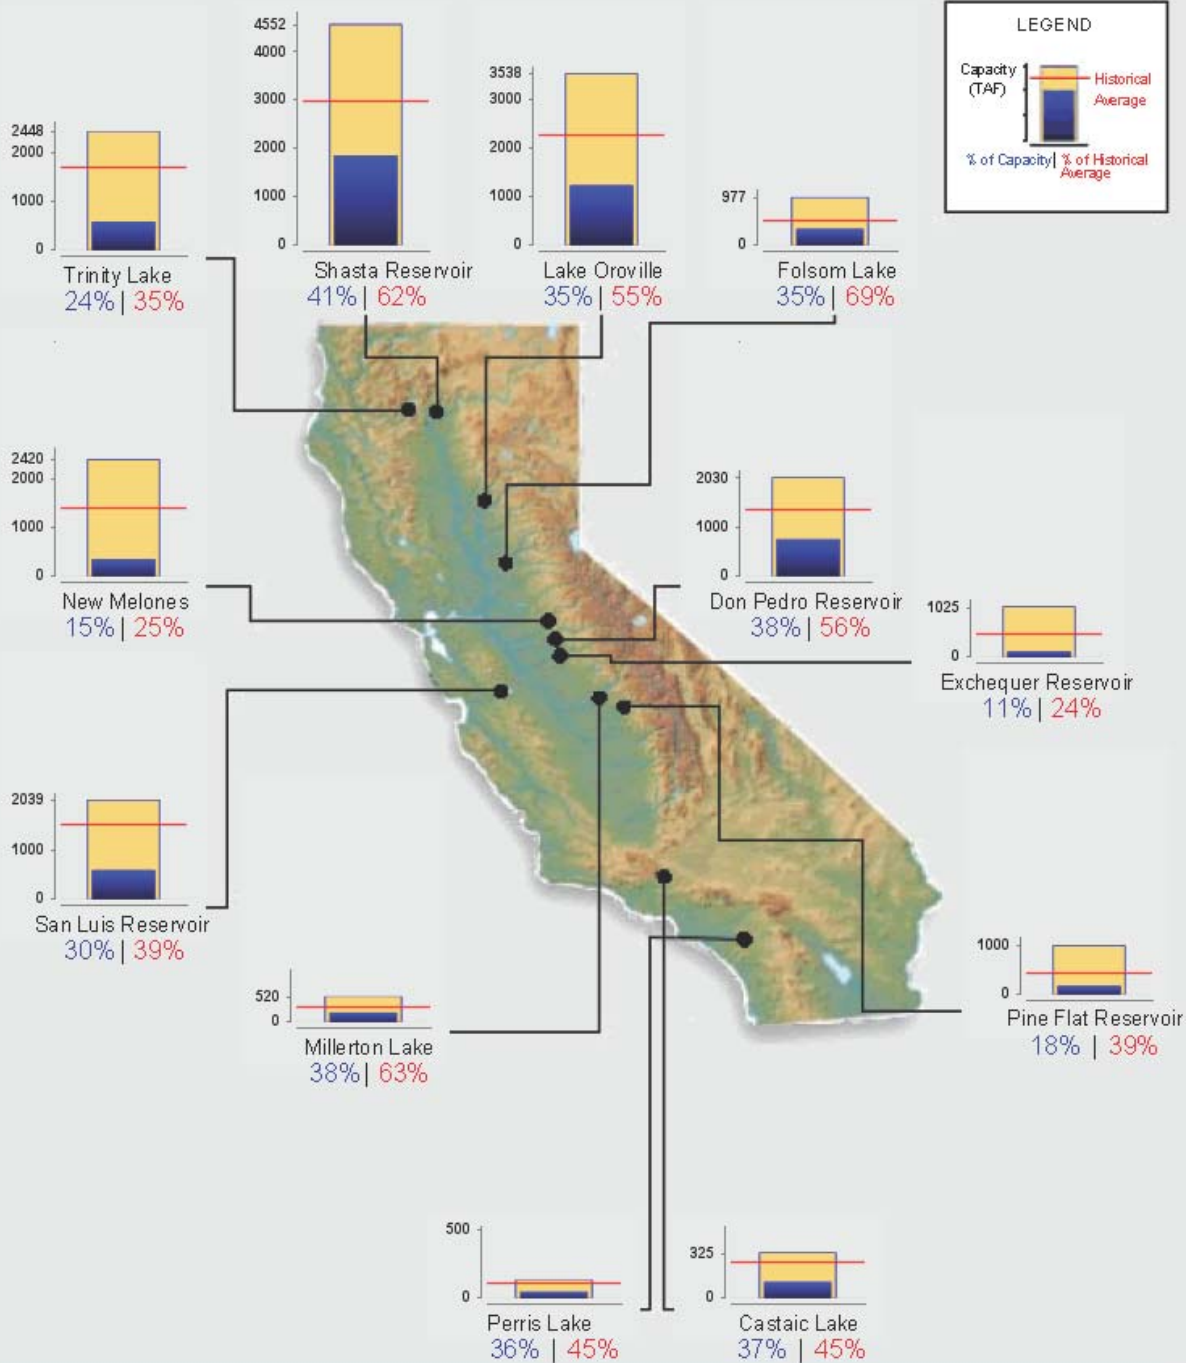 LEGEND
Capacity
(TAF)
Historical
Average
% of Capacity | % of Historical
Average
4552
4000
3000
2000
1000
0
Shasta Reservoir
41% | 62%
3538
3000
2000
1000
0
Lake Oroville
35% | 55%
2448
2000
1000
0
Trinity Lake
24% | 35%
977
0
Folsom Lake
35% | 69%
2420
2000
1000
0
New Melones
15% | 25%
2030
1000
0
Don Pedro Reservoir
38% | 56%
1025
0
Exchequer Reservoir
11% | 24%
2039
1000
0
San Luis Reservoir
30% | 39%
520
0
Millerton Lake
38% | 63%
1000
0
Pine Flat Reservoir
18% | 39%
500
0
Perris Lake
36% | 45%
325
0
Castaic Lake
37% | 45%